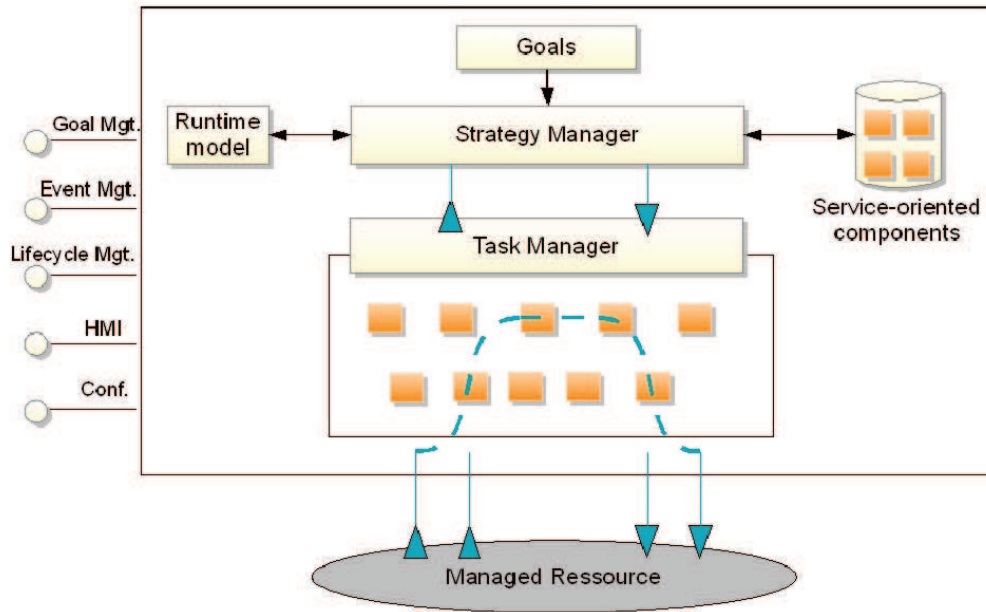 Goals
Goal Mgt.
Runtime
model
Strategy Manager
Event Mgt.
Service-oriented
components
Lifecycle Mgt.
Task Manager
HMI
Conf.
Managed Ressource